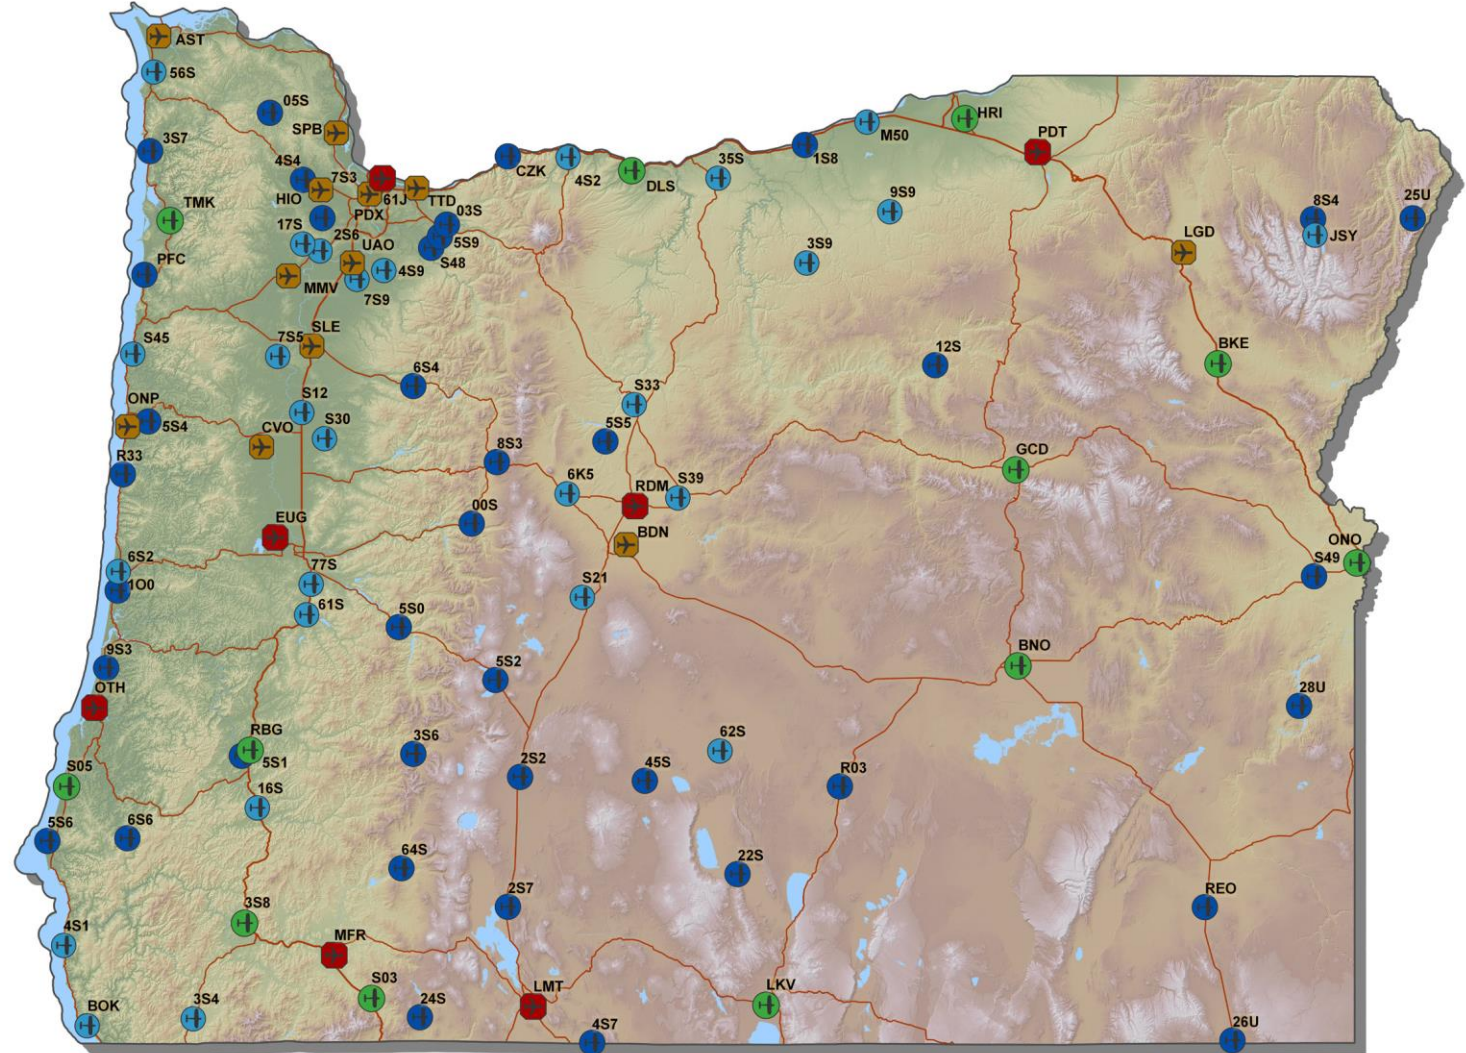 AST
56S
05S
SPB
HRI
M50
PDT
3S7
1S8
4S4
7S3
CZK
4S2
DLS
35S
HIO
PDX
61J
TTD
TMK
9S9
8S4
25U
03S
17S
2S6
UAO
5S9
S48
LGD
JSY
PFC
MMV
7S9
4S9
3S9
S45
7S5
SLE
6S4
12S
BKE
ONP
5S4
S12
S30
CVO
S33
5S5
R33
8S3
GCD
6K5
RDM
S39
EUG
00S
BDN
6S2
1O0
77S
S21
ONO
S49
61S
5S0
9S3
5S2
BNO
OTH
28U
RBG
5S1
3S6
62S
S05
2S2
45S
R03
16S
5S6
6S6
64S
22S
2S7
REO
3S8
4S1
MFR
S03
LMT
LKV
BOK
3S4
24S
4S7
26U